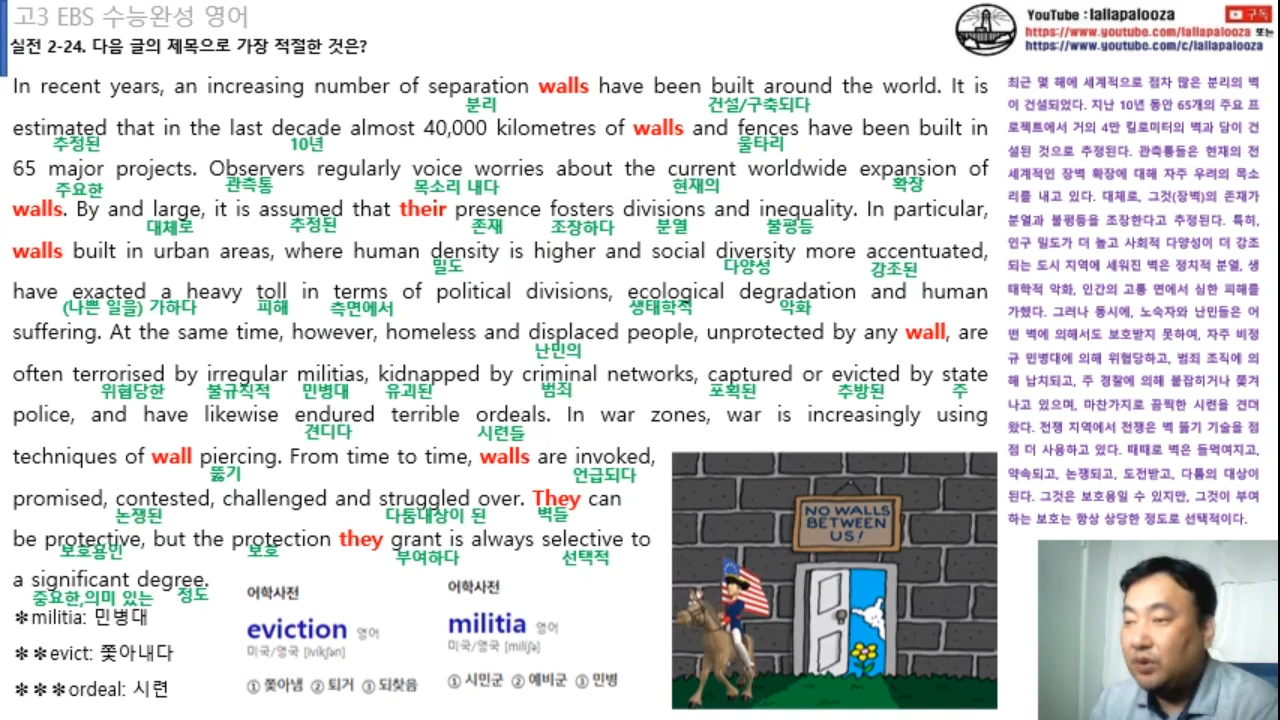 고3 EBS 수능완성 영어
실전 2-24. 다음 글의 제목으로 가장 적절한 것은?
YouTube : lallapalooza
구독
https://www.youtube.com/lallapalooza 또는
https://www.youtube.com/c/lallapalooza
In recent years, an increasing number of separation walls have been built around the world. It is
분리 건설/구축되다
estimated that in the last decade almost 40,000 kilometres of walls and fences have been built in
추정된 10년 울타리
65 major projects. Observers regularly voice worries about the current worldwide expansion of
주요한 관측통 목소리 내다 현재의 확장
walls. By and large, it is assumed that their presence fosters divisions and inequality. In particular,
대체로 추정된 존재 조장하다 분열 불평등
walls built in urban areas, where human density is higher and social diversity more accentuated,
밀도 다양성 강조된
have exacted a heavy toll in terms of political divisions, ecological degradation and human
(나쁜 일을) 가하다 피해 측면에서 생태학적 악화
suffering. At the same time, however, homeless and displaced people, unprotected by any wall, are
난민의
often terrorised by irregular militias, kidnapped by criminal networks, captured or evicted by state
위협당한 불규직적 민병대 유괴된 범죄 포획된 추방된 주
police, and have likewise endured terrible ordeals. In war zones, war is increasingly using
견디다 시련들
techniques of wall piercing. From time to time, walls are invoked,
뚫기 언급되다
promised, contested, challenged and struggled over. They can
논쟁된 다툼대상이 된 벽들
be protective, but the protection they grant is always selective to
보호용인 보호 부여하다 선택적
a significant degree.
중요한,의미 있는 정도
∗militia: 민병대
∗∗evict: 쫓아내다
∗∗∗ordeal: 시련
어학사전
eviction 영어
미국/영국 [ivíkʃən]
① 쫓아냄 ② 퇴거 ③ 되찾음
어학사전
militia 영어
미국/영국 [milíʃə]
① 시민군 ② 예비군 ③ 민병
NO WALLS
BETWEEN
US!
최근 몇 해에 세계적으로 점차 많은 분리의 벽
이 건설되었다. 지난 10년 동안 65개의 주요 프
로젝트에서 거의 4만 킬로미터의 벽과 담이 건
설된 것으로 추정된다. 관측통들은 현재의 전
세계적인 장벽 확장에 대해 자주 우려의 목소
리를 내고 있다. 대체로, 그것(장벽)의 존재가
분열과 불평등을 조장한다고 추정된다. 특히,
인구 밀도가 더 높고 사회적 다양성이 더 강조
되는 도시 지역에 세워진 벽은 정치적 분열, 생
태학적 악화, 인간의 고통 면에서 심한 피해를
가했다. 그러나 동시에, 노숙자와 난민들은 어
떤 벽에 의해서도 보호받지 못하여, 자주 비정
규 민병대에 의해 위협당하고, 범죄 조직에 의
해 납치되고, 주 경찰에 의해 붙잡히거나 쫓겨
나고 있으며, 마찬가지로 끔찍한 시련을 견뎌
왔다. 전쟁 지역에서 전쟁은 벽 뚫기 기술을 점
점 더 사용하고 있다. 때때로 벽은 들먹여지고,
약속되고, 논쟁되고, 도전받고, 다툼의 대상이
된다. 그것은 보호용일 수 있지만, 그것이 부여
하는 보호는 항상 상당한 정도로 선택적이다.